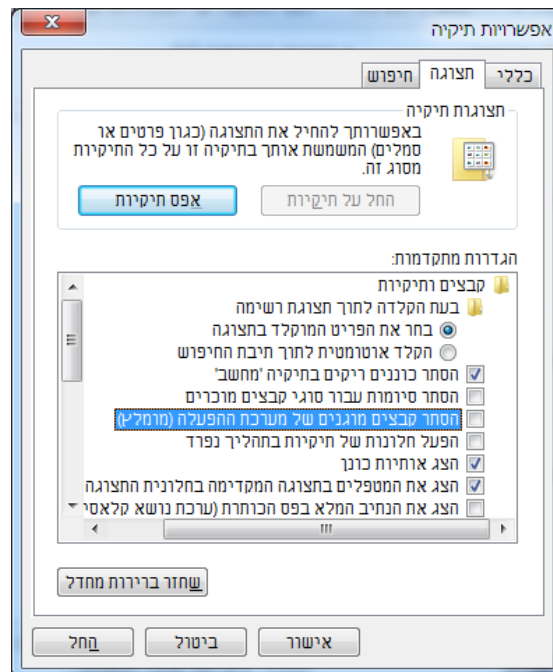 אפשרויות תיקיה
כללי
תצוגה
חיפוש
תצוגות תיקיה
באפשרותך להחיל את התצוגה (כגון פרטים או
סמלים) המשמשת אותך בתיקיה זו על כל התיקיות
מסוג זה.
החל על תיקיות
אפס תיקיות
הגדרות מתקדמות:
קבצים ותיקיות
בעת הקלדה לתוך תצוגת רשימה
בחר את הפריט המוקלד בתצוגה
הקלד אוטומטית לתוך תיבת החיפוש
הסתר כוננים ריקים בתיקיה "מחשב"
הסתר סיומות עבור סוגי קבצים מוכרים
הסתר קבצים מוגנים של מערכת ההפעלה (מומלץ)
הפעל חלונות של תיקיות בתהליך נפרד
הצג אותיות כונן
הצג את המטפלים בתצוגה המקדימה בחלונית התצוגה
הצג את הנתיב המלא בפס הכותרת (ערכת נושא קלאסי
שחזר ברירות מחדל
אישור
ביטול
החל